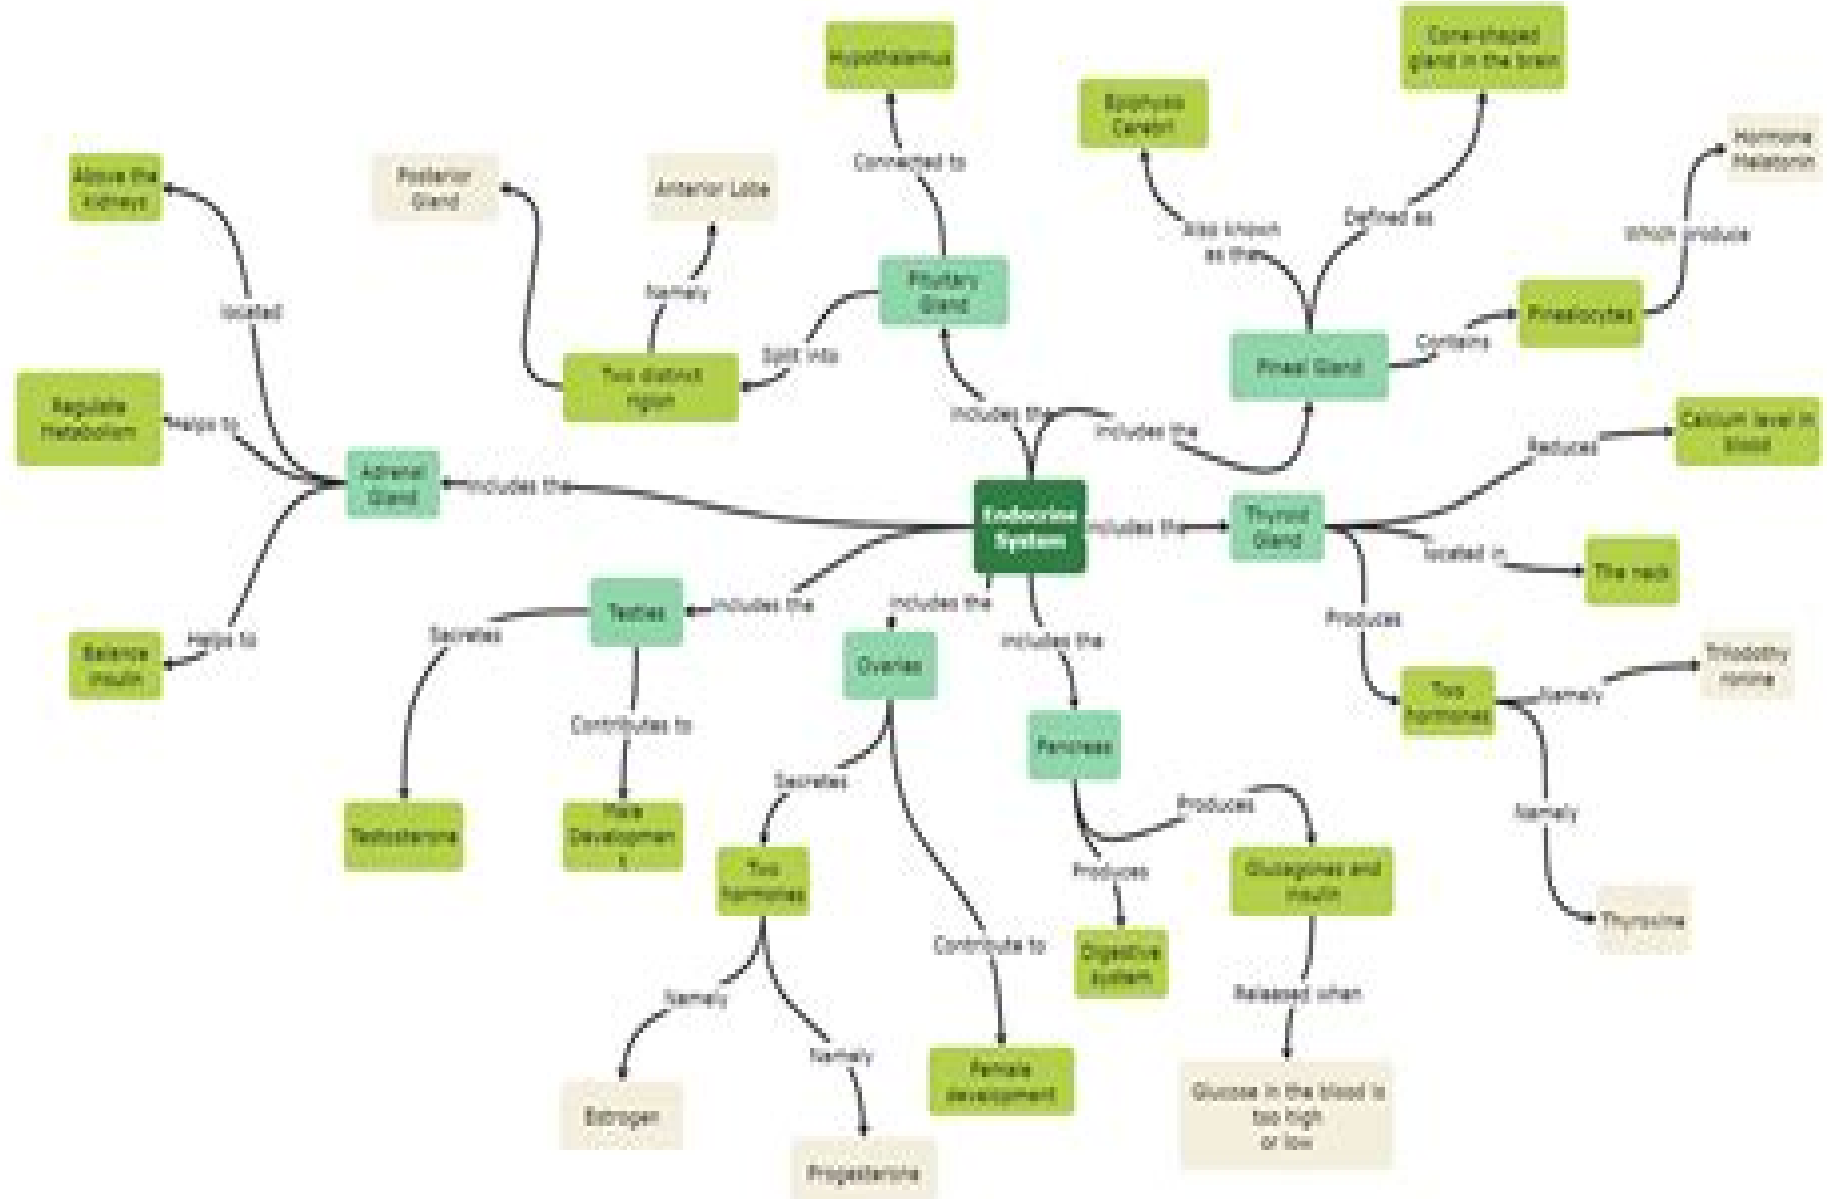 Hypothalamus
Cone-shaped
gland in the brain
Epiphysis
Cerebri
Hormone
Melatonin
Connected to
Above the
kidneys
Posterior
Gland
Anterior Lobe
Defined as
Also known
as the
Which produce
Pituitary
Gland
Namely
located
Pinealocytes
Contains
Split into
Pineal Gland
Two distinct
rigion
Regulate
Metabolism
Helps to
includes the
includes the
Calcium level in
blood
Reduces
Adrenal
Gland
includes the
Endocrine
System
includes the
Thyroid
Gland
located in
The neck
Testies
includes the
includes the
Produces
Secretes
Helps to
Balance
insulin
includes the
Ovaries
Triiodothy
ronine
Two
hormones
Namely
Contributes to
Pancreas
Secretes
Produces
Namely
Testosterone
Male
Developmen
t
Two
hormones
Produces
Glucagones and
insulin
Thyroxine
Contribute to
Digestive
system
Namely
Released when
Namely
Female
development
Estrogen
Glucose in the blood is
too high
or low
Progesterone